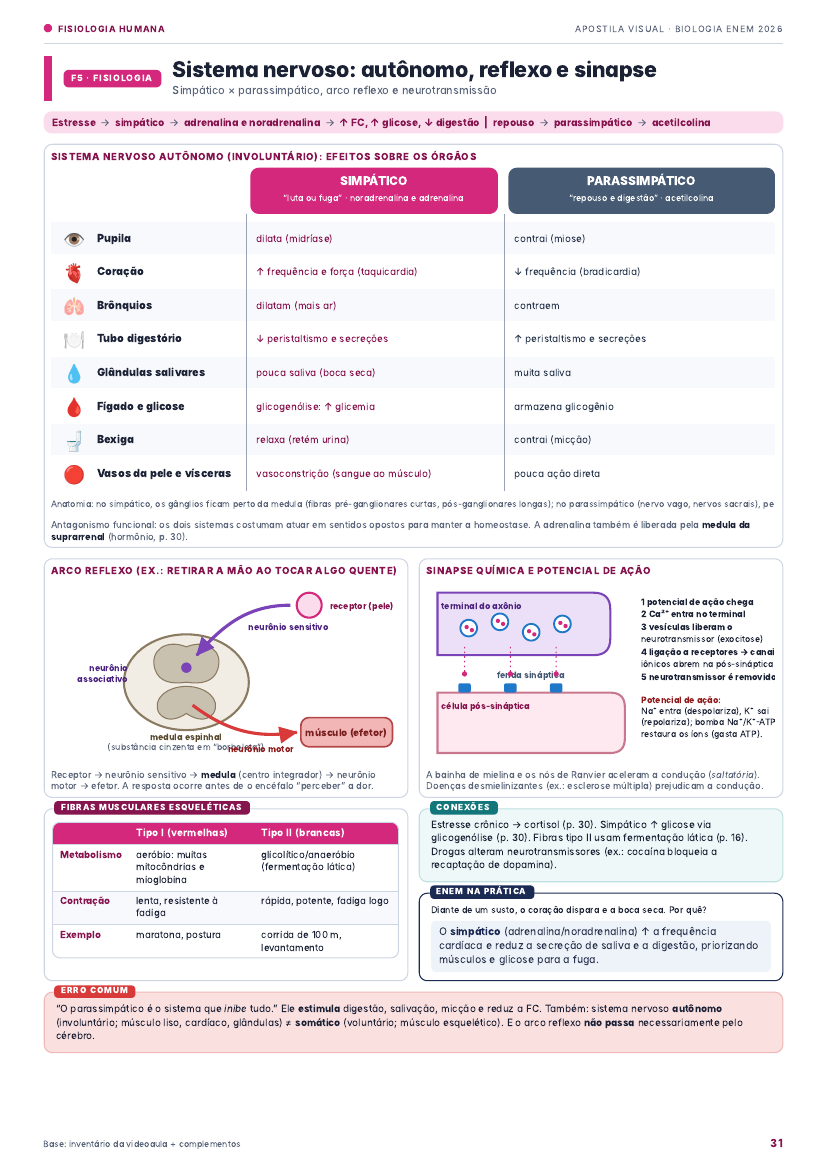 FISIOLOGIA HUMANA
APOSTILA VISUAL · BIOLOGIA ENEM 2026
F5 · FISIOLOGIA
Sistema nervoso: autônomo, reflexo e sinapse
Simpático × parassimpático, arco reflexo e neurotransmissão
Estresse → simpático → adrenalina e noradrenalina → ↑ FC, ↑ glicose, ↓ digestão | repouso → parassimpático → acetilcolina
SISTEMA NERVOSO AUTÔNOMO (INVOLUNTÁRIO): EFEITOS SOBRE OS ÓRGÃOS
SIMPÁTICO
"luta ou fuga" · noradrenalina e adrenalina
PARASSIMPÁTICO
"repouso e digestão" · acetilcolina
Pupila
dilata (midríase)
contrai (miose)
Coração
↑ frequência e força (taquicardia)
↓ frequência (bradicardia)
Brônquios
dilatam (mais ar)
contraem
Tubo digestório
↓ peristaltismo e secreções
↑ peristaltismo e secreções
Glândulas salivares
pouca saliva (boca seca)
muita saliva
Fígado e glicose
glicogenólise: ↑ glicemia
armazena glicogênio
Bexiga
relaxa (retém urina)
contrai (micção)
Vasos da pele e vísceras
vasoconstrição (sangue ao músculo)
pouca ação direta
Anatomia: no simpático, os gânglios ficam perto da medula (fibras pré-ganglionares curtas, pós-ganglionares longas); no parassimpático (nervo vago, nervos sacrais), pe
Antagonismo funcional: os dois sistemas costumam atuar em sentidos opostos para manter a homeostase. A adrenalina também é liberada pela medula da
suprarrenal (hormônio, p. 30).
ARCO REFLEXO (EX.: RETIRAR A MÃO AO TOCAR ALGO QUENTE)
receptor (pele)
neurônio sensitivo
neurônio
associativo
músculo (efetor)
medula espinhal
(substância cinzenta em "borboleta")
neurônio motor
Receptor → neurônio sensitivo → medula (centro integrador) → neurônio
motor → efetor. A resposta ocorre antes de o encéfalo "perceber" a dor.
SINAPSE QUÍMICA E POTENCIAL DE AÇÃO
terminal do axônio
fenda sináptica
célula pós-sináptica
1 potencial de ação chega
2 Ca²⁺ entra no terminal
3 vesículas liberam o
neurotransmissor (exocitose)
4 ligação a receptores → canai
iônicos abrem na pós-sináptica
5 neurotransmissor é removido
Potencial de ação:
Na⁺ entra (despolariza), K⁺ sai
(repolariza); bomba Na⁺/K⁺-ATP
restaura os íons (gasta ATP).
A bainha de mielina e os nós de Ranvier aceleram a condução (saltatória).
Doenças desmielinizantes (ex.: esclerose múltipla) prejudicam a condução.
FIBRAS MUSCULARES ESQUELÉTICAS
Tipo I (vermelhas)
Tipo II (brancas)
Metabolismo
aeróbio: muitas
mitocôndrias e
mioglobina
glicolítico/anaeróbio
(fermentação lática)
Contração
lenta, resistente à
fadiga
rápida, potente, fadiga logo
Exemplo
maratona, postura
corrida de 100 m,
levantamento
CONEXÕES
Estresse crônico → cortisol (p. 30). Simpático ↑ glicose via
glicogenólise (p. 30). Fibras tipo II usam fermentação lática (p. 16).
Drogas alteram neurotransmissores (ex.: cocaína bloqueia a
recaptação de dopamina).
ENEM NA PRÁTICA
Diante de um susto, o coração dispara e a boca seca. Por quê?
O simpático (adrenalina/noradrenalina) ↑ a frequência
cardíaca e reduz a secreção de saliva e a digestão, priorizando
músculos e glicose para a fuga.
ERRO COMUM
"O parassimpático é o sistema que inibe tudo." Ele estimula digestão, salivação, micção e reduz a FC. Também: sistema nervoso autônomo
(involuntário; músculo liso, cardíaco, glândulas) ≠ somático (voluntário; músculo esquelético). E o arco reflexo não passa necessariamente pelo
cérebro.
Base: inventário da videoaula + complementos
31